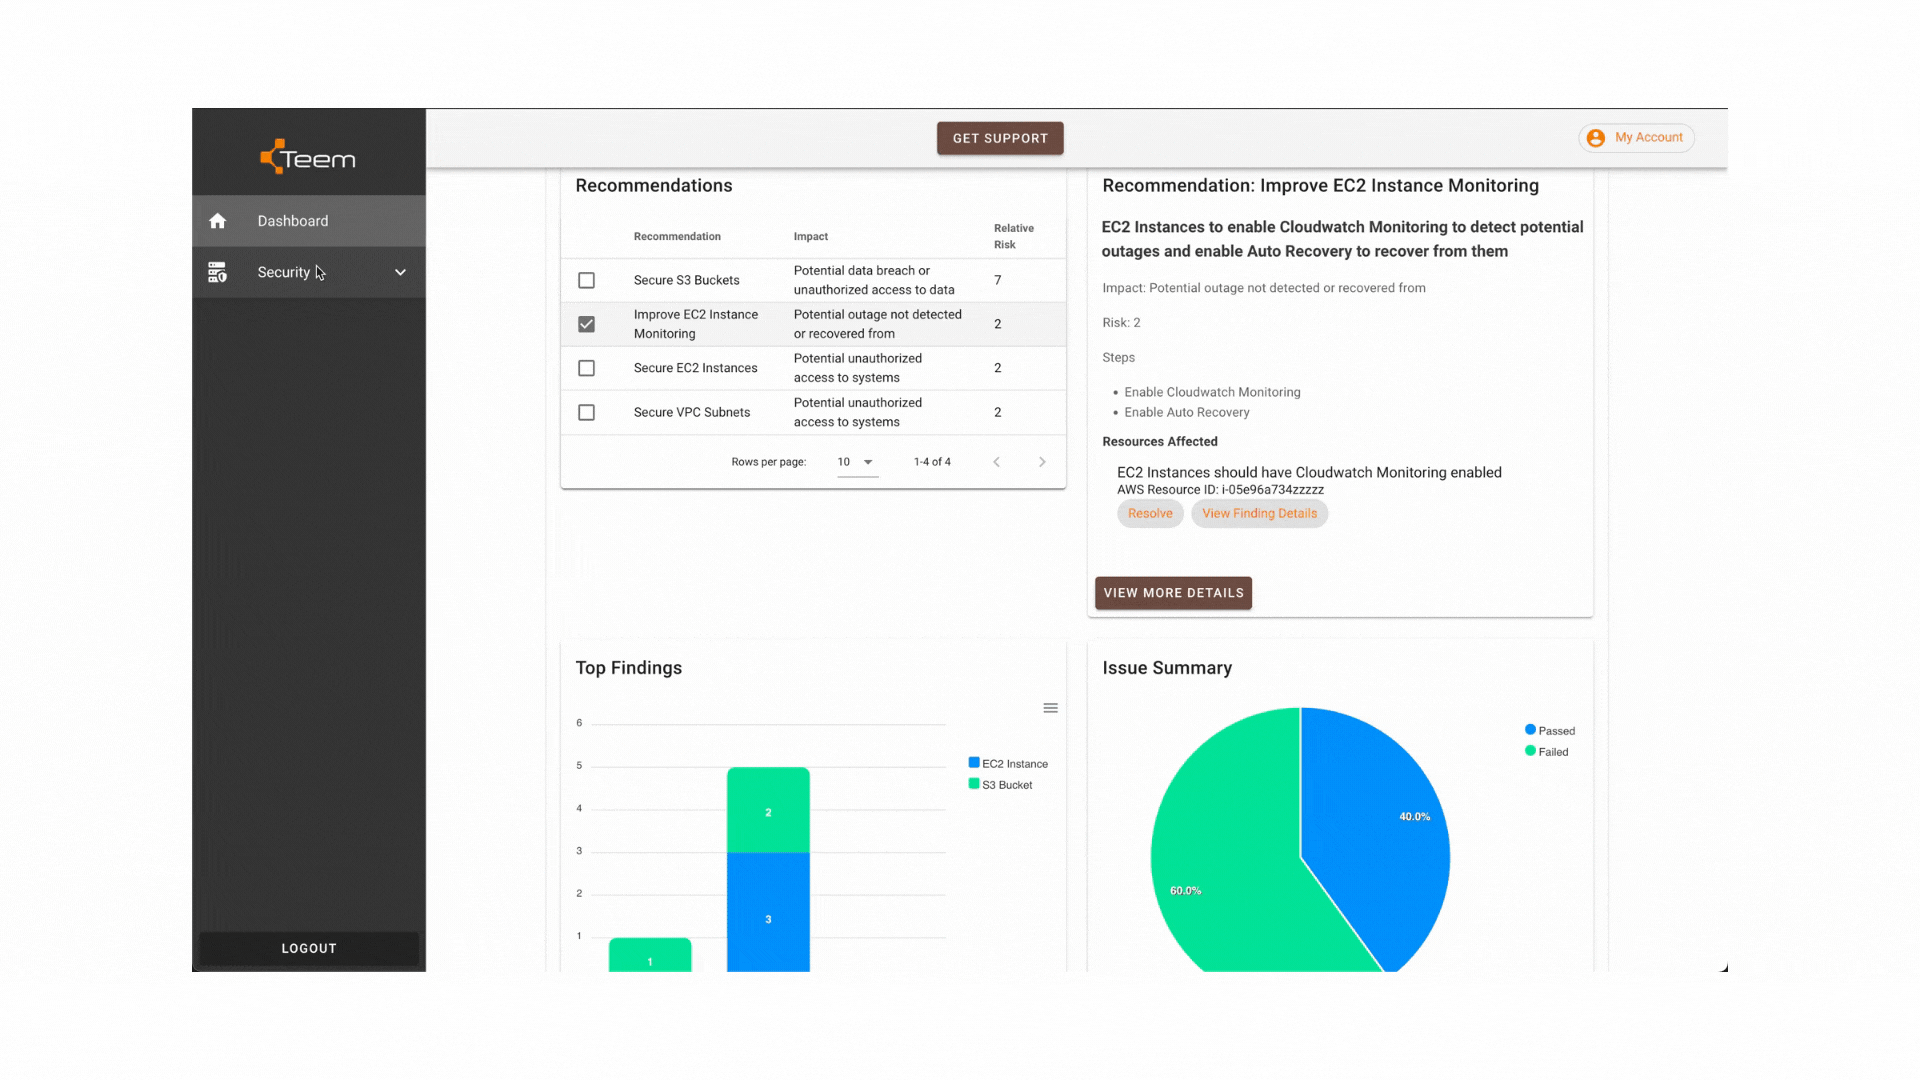 Teem
GET SUPPORT
My Account
Dashboard
Security
LOGOUT
Recommendations
Recommendation
Impact
Relative
Risk
Secure S3 Buckets
Potential data breach or
unauthorized access to data
7
Improve EC2 Instance
Monitoring
Potential outage not detected
or recovered from
2
Secure EC2 Instances
Potential unauthorized
access to systems
2
Secure VPC Subnets
Potential unauthorized
access to systems
2
Rows per page:
10
1-4 of 4
Recommendation: Improve EC2 Instance Monitoring
EC2 Instances to enable Cloudwatch Monitoring to detect potential
outages and enable Auto Recovery to recover from them
Impact: Potential outage not detected or recovered from
Risk: 2
Steps
• Enable Cloudwatch Monitoring
• Enable Auto Recovery
Resources Affected
EC2 Instances should have Cloudwatch Monitoring enabled
AWS Resource ID: i-05e96a734zzzzz
Resolve
View Finding Details
VIEW MORE DETAILS
Top Findings
6
5
4
3
2
1
2
3
1
EC2 Instance
S3 Bucket
Issue Summary
40.0%
60.0%
Passed
Failed